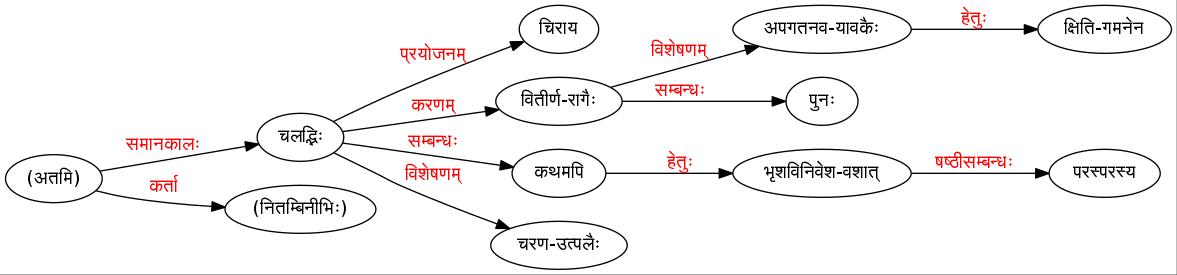 चिराय
अपगतनव-यावकैः
हेतुः
क्षिति-गमनेन
प्रयोजनम्
विशेषणम्
वितीर्ण-रागैः
सम्बन्धः
पुनः
करणम्
समानकालः
चलद्भिः
सम्बन्धः
कथमपि
हेतुः
भृशविनिवेश-वशात्
षष्ठीसम्बन्धः
परस्परस्य
(अतमि)
कर्ता
(नितम्बिनीभिः)
विशेषणम्
चरण-उत्पलैः